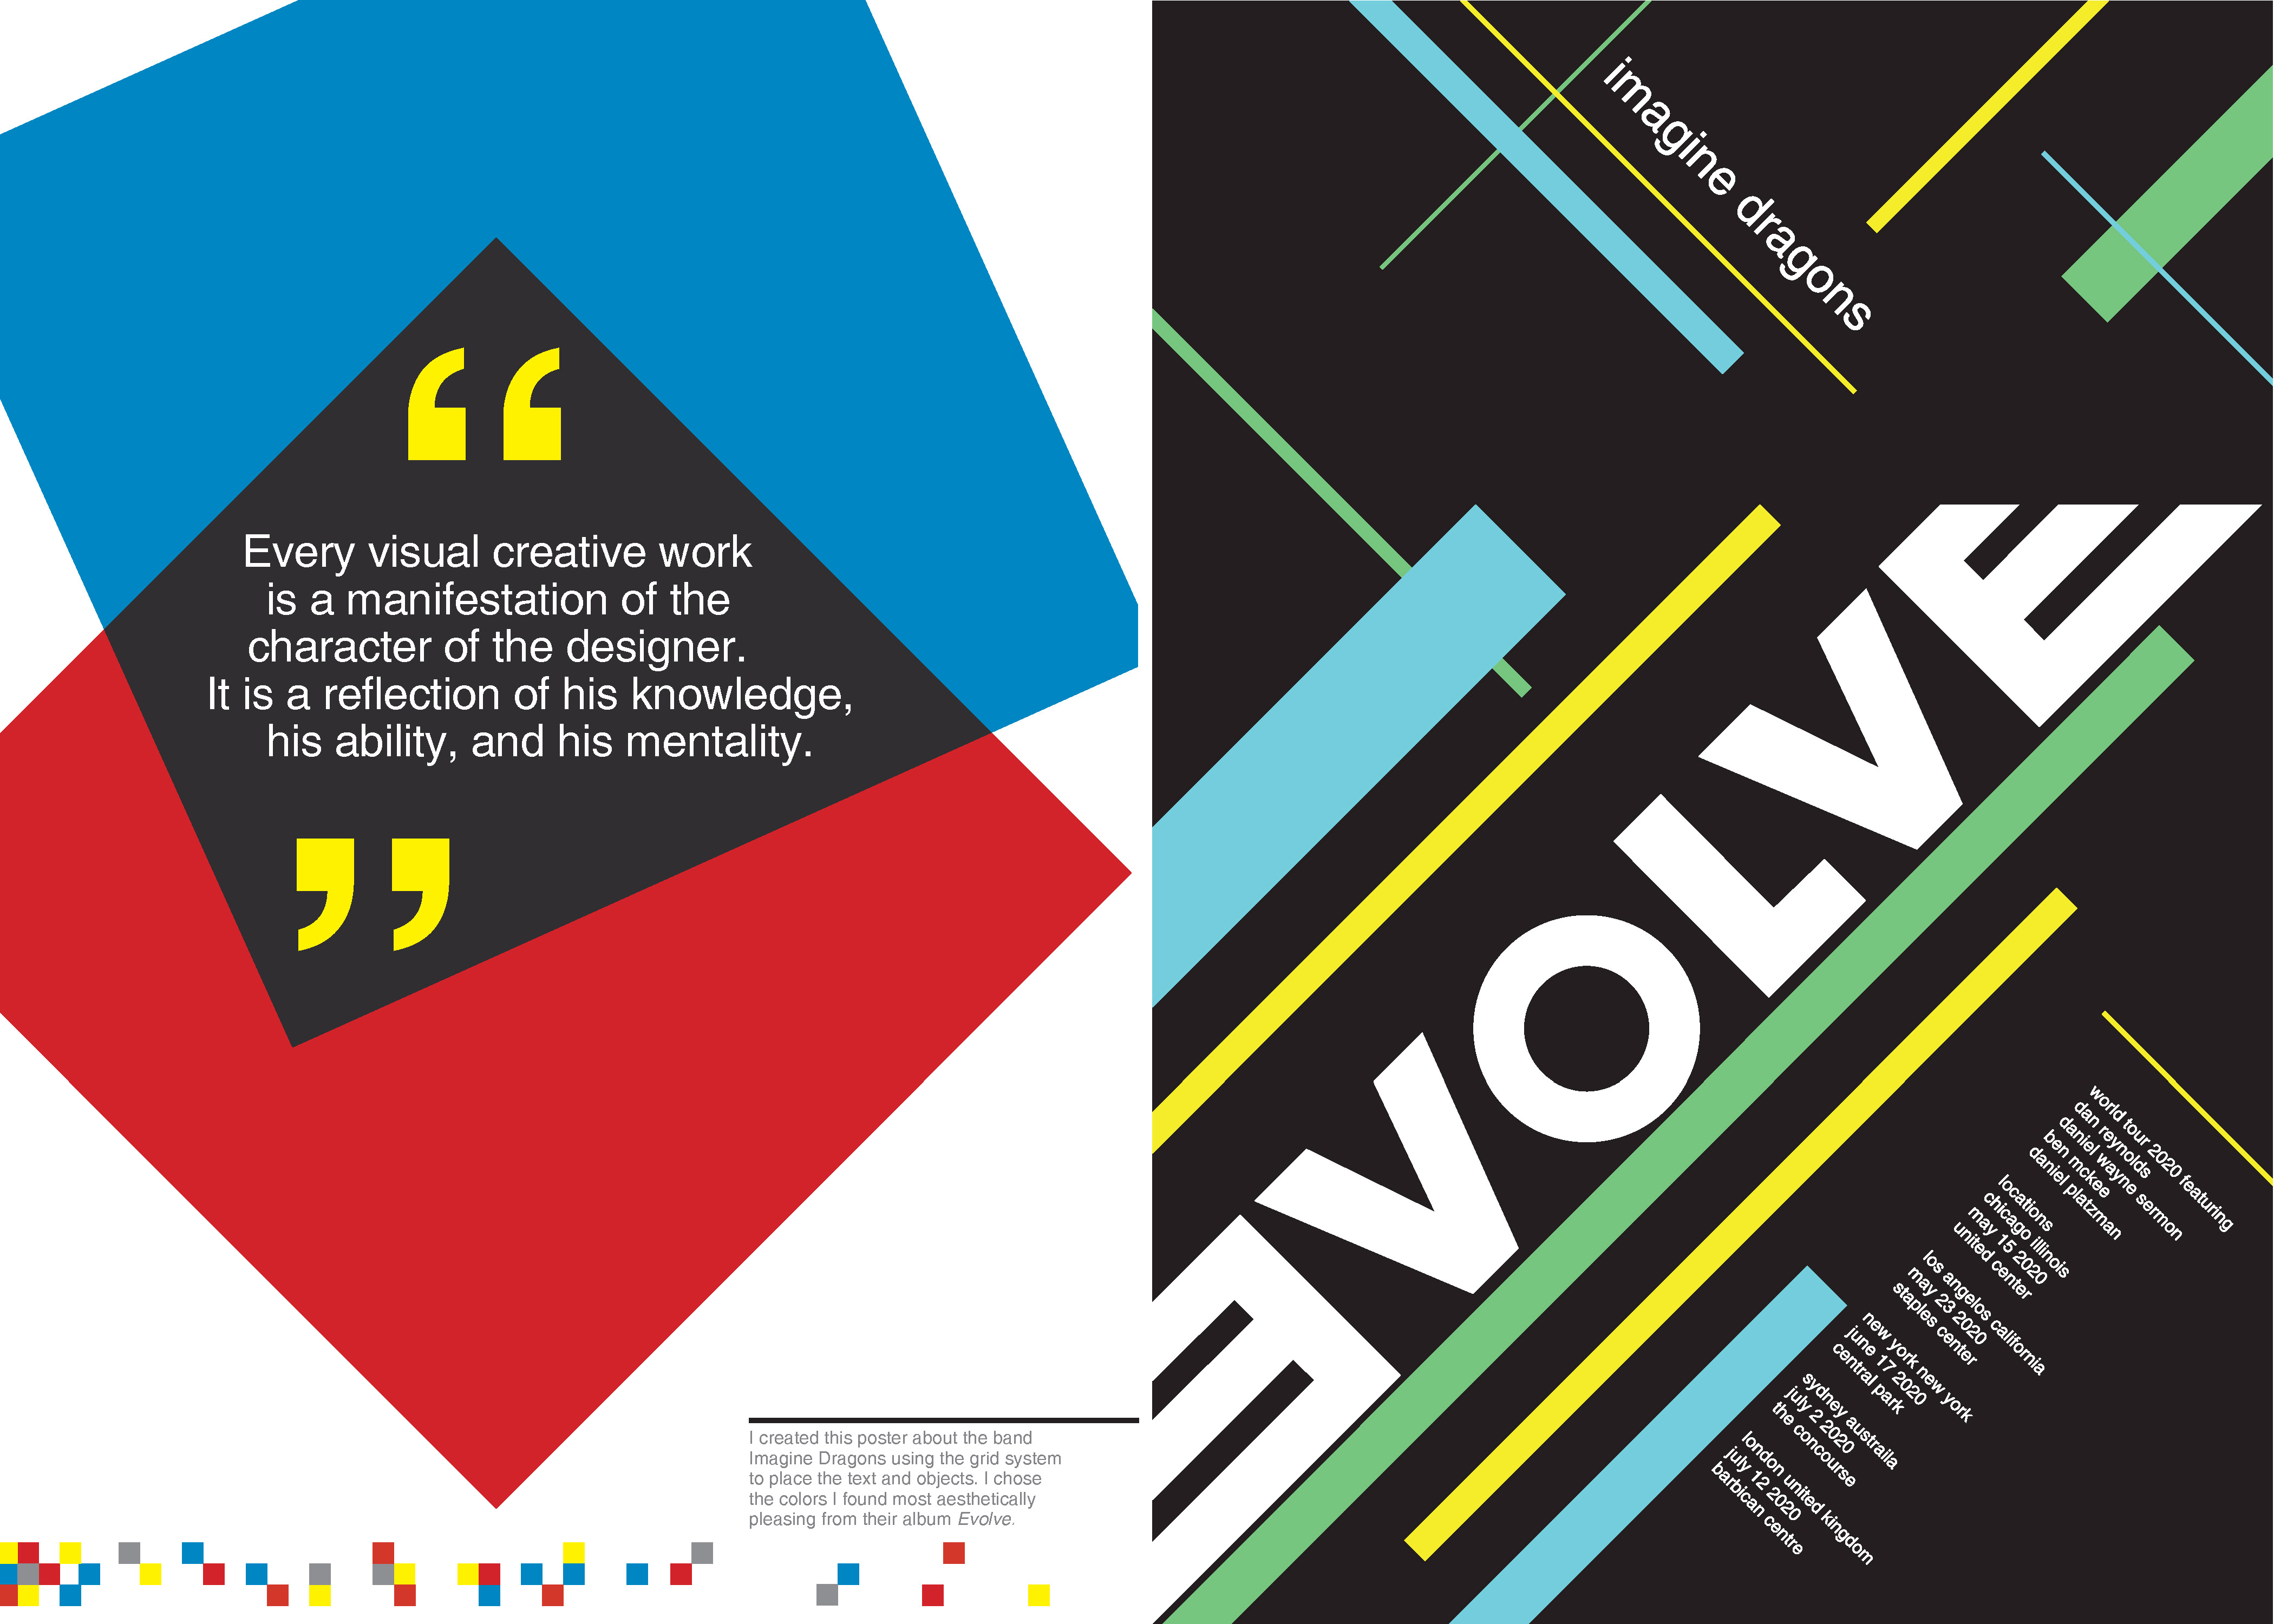 “
Every visual creative work
is a manifestation of the
character of the designer.
It is a reflection of his knowledge,
his ability, and his mentality.
”
I created this poster about the band
Imagine Dragons using the grid system
to place the text and objects. I chose
the colors I found most aesthetically
pleasing from their album Evolve.
imagine dragons
EVOLVE
world tour 2020 featuring
dan reynolds
daniel wayne sermon
ben mckee
daniel platzman
locations
chicago illinois
may 15 2020
united center
los angelos california
may 23 2020
staples center
new york new york
june 17 2020
central park
sydney austraila
july 2 2020
the concourse
london united kingdom
july 12 2020
barbican centre